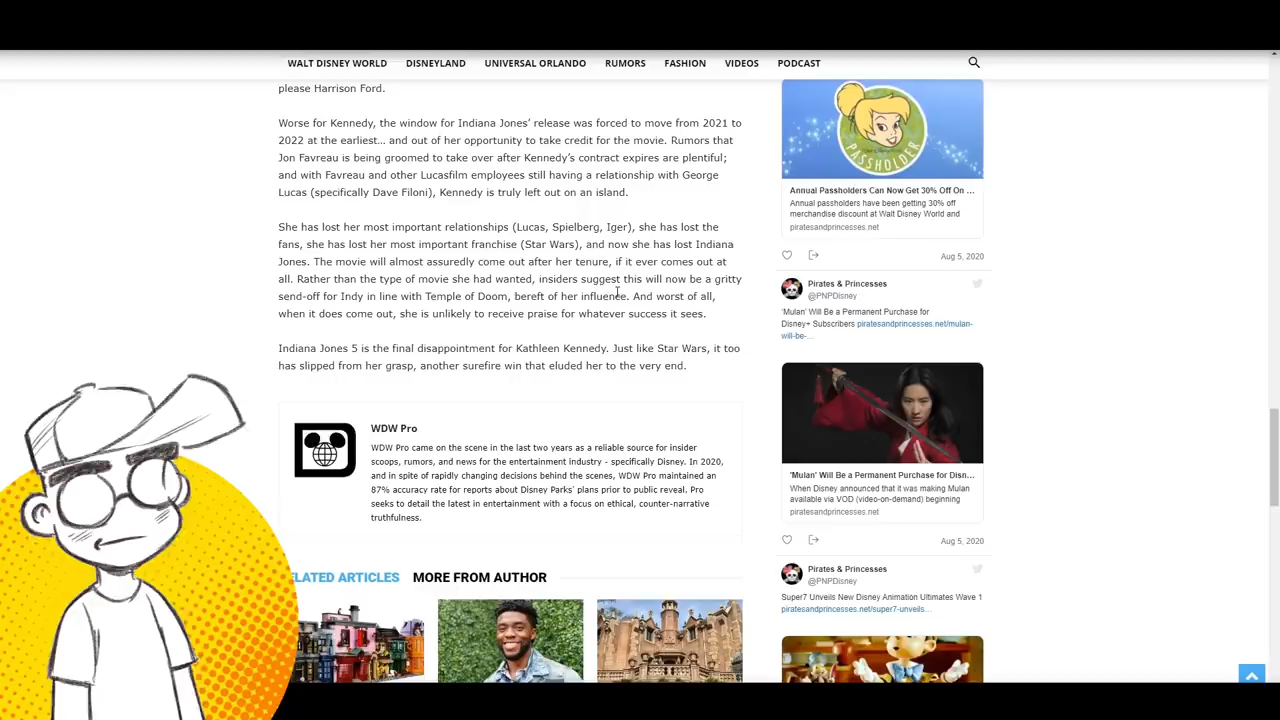 WALT DISNEY WORLD DISNEYLAND UNIVERSAL ORLANDO RUMORS FASHION VIDEOS PODCAST
please Harrison Ford.
Worse for Kennedy, the window for Indiana Jones' release was forced to move from 2021 to
2022 at the earliest... and out of her opportunity to take credit for the movie. Rumors that
Jon Favreau is being groomed to take over after Kennedy's contract expires are plentiful;
and with Favreau and other Lucasfilm employees still having a relationship with George
Lucas (specifically Dave Filoni), Kennedy is truly left out on an island.
She has lost her most important relationships (Lucas, Spielberg, Iger), she has lost the
fans, she has lost her most important franchise (Star Wars), and now she has lost Indiana
Jones. The movie will almost assuredly come out after her tenure, if it ever comes out at
all. Rather than the type of movie she had wanted, insiders suggest this will now be a gritty
send-off for Indy in line with Temple of Doom, bereft of her influence. And worst of all,
when it does come out, she is unlikely to receive praise for whatever success it sees.
Indiana Jones 5 is the final disappointment for Kathleen Kennedy. Just like Star Wars, it too
has slipped from her grasp, another surefire win that eluded her to the very end.
WDW Pro
WDW Pro came on the scene in the last two years as a reliable source for insider
scoops, rumors, and news for the entertainment industry - specifically Disney. In 2020,
and in spite of rapidly changing decisions behind the scenes, WDW Pro maintained an
87% accuracy rate for reports about Disney Parks' plans prior to public reveal. Pro
seeks to detail the latest in entertainment with a focus on ethical, counter-narrative
truthfulness.
ELATED ARTICLES MORE FROM AUTHOR
PASSHOLDER
Annual Passholders Can Now Get 30% Off On ...
Annual passholders have been getting 30% off
merchandise discount at Walt Disney World and
piratesandprincesses.net
Aug 5, 2020
Pirates & Princesses
@PNPDisney
'Mulan' Will Be a Permanent Purchase for
Disney+ Subscribers piratesandprincesses.net/mulan-
will-be-...
'Mulan' Will Be a Permanent Purchase for Disn...
When Disney announced that it was making Mulan
available via VOD (video-on-demand) beginning
piratesandprincesses.net
Aug 5, 2020
Pirates & Princesses
@PNPDisney
Super7 Unveils New Disney Animation Ultimates Wave 1
piratesandprincesses.net/super7-unveils...